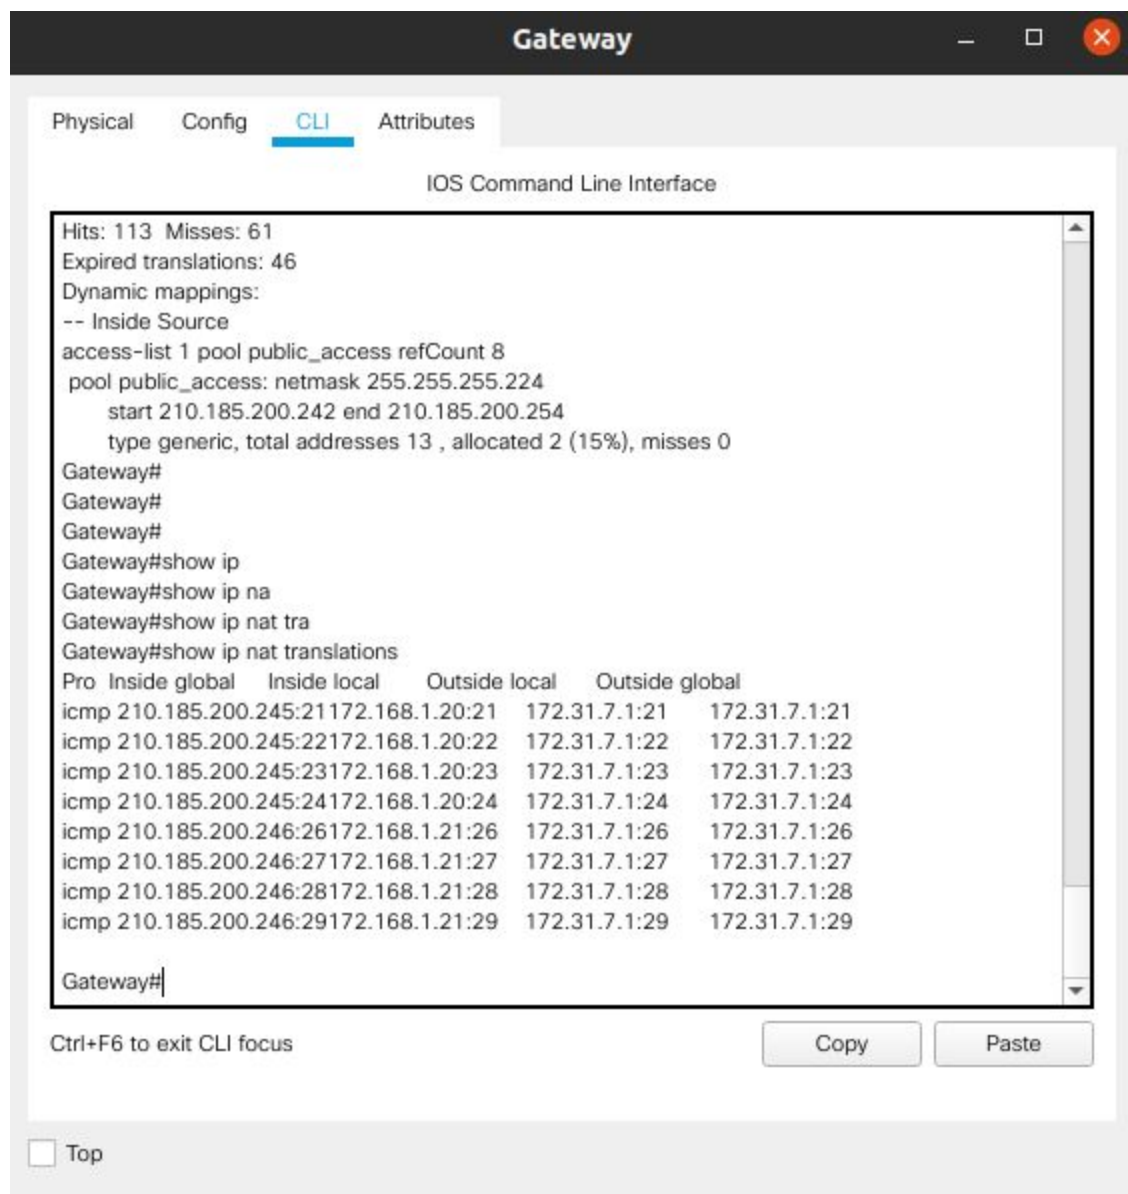 Gateway
Physical Config CLI Attributes
IOS Command Line Interface
Hits: 113 Misses: 61
Expired translations: 46
Dynamic mappings:
-- Inside Source
access-list 1 pool public_access refCount 8
pool public_access: netmask 255.255.255.224
start 210.185.200.242 end 210.185.200.254
type generic, total addresses 13 , allocated 2 (15%), misses 0
Gateway#
Gateway#
Gateway#
Gateway#show ip
Gateway#show ip na
Gateway#show ip nat tra
Gateway#show ip nat translations
Pro Inside global Inside local Outside local Outside global
icmp 210.185.200.245:21172.168.1.20:21 172.31.7.1:21 172.31.7.1:21
icmp 210.185.200.245:22172.168.1.20:22 172.31.7.1:22 172.31.7.1:22
icmp 210.185.200.245:23172.168.1.20:23 172.31.7.1:23 172.31.7.1:23
icmp 210.185.200.245:24172.168.1.20:24 172.31.7.1:24 172.31.7.1:24
icmp 210.185.200.246:26172.168.1.21:26 172.31.7.1:26 172.31.7.1:26
icmp 210.185.200.246:27172.168.1.21:27 172.31.7.1:27 172.31.7.1:27
icmp 210.185.200.246:28172.168.1.21:28 172.31.7.1:28 172.31.7.1:28
icmp 210.185.200.246:29172.168.1.21:29 172.31.7.1:29 172.31.7.1:29
Gateway#
Ctrl+F6 to exit CLI focus Copy Paste
Top